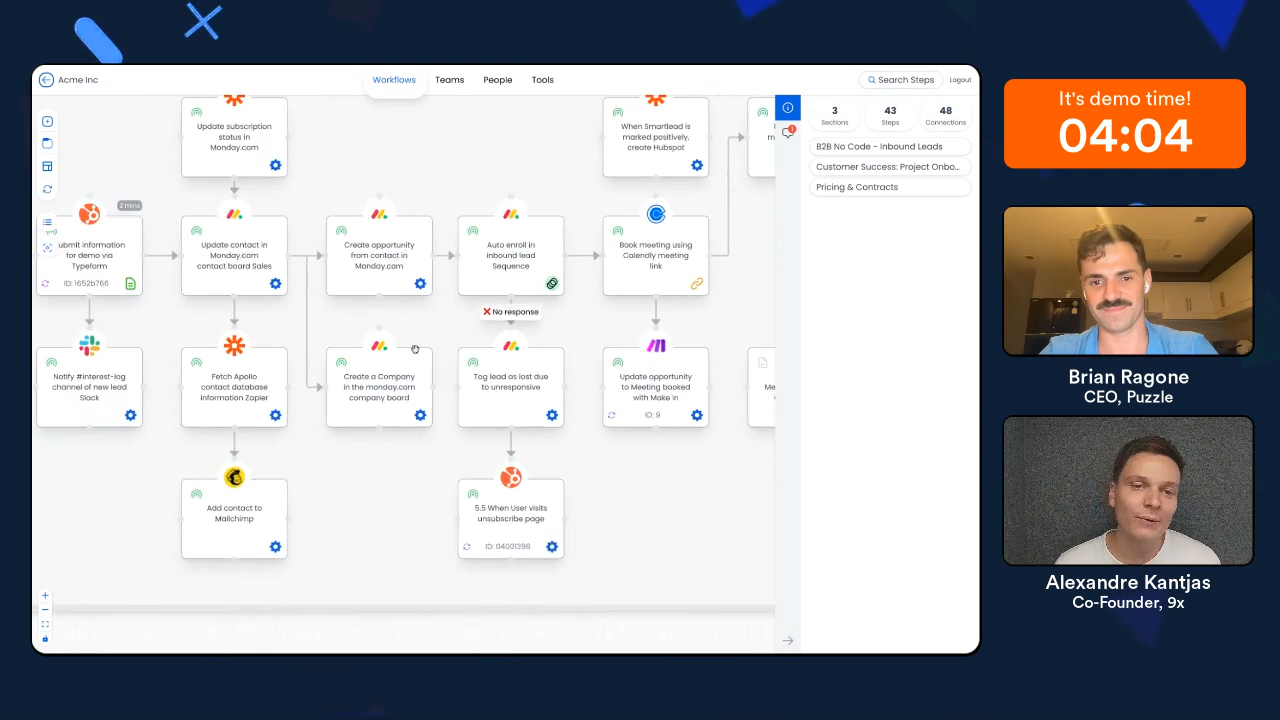 Acme Inc
Workflows
Teams
People
Tools
Search Steps
Logout
3
Sections
43
Steps
48
Connections
B2B No Code - Inbound Leads
Customer Success: Project Onbo...
Pricing & Contracts
Update subscription
status in
Monday.com
When Smartlead is
marked positively,
create Hubspot
2 mins
ubmit information
for demo via
Typeform
ID: 1652b766
Update contact in
Monday.com
contact board Sales
Create opportunity
from contact in
Monday.com
Auto enroll in
inbound lead
Sequence
Book meeting using
Calendly meeting
link
No response
Notify #interest-log
channel of new lead
Slack
Fetch Apollo
contact database
information Zapier
Create a Company
in the monday.com
company board
Tag lead as lost due
to unresponsive
Update opportunity
to Meeting booked
with Make in
ID: 9
Add contact to
Mailchimp
5.5 When User visits
unsubscribe page
ID: 04001396
It's demo time!
04:04
Brian Ragone
CEO, Puzzle
Alexandre Kantjas
Co-Founder, 9x